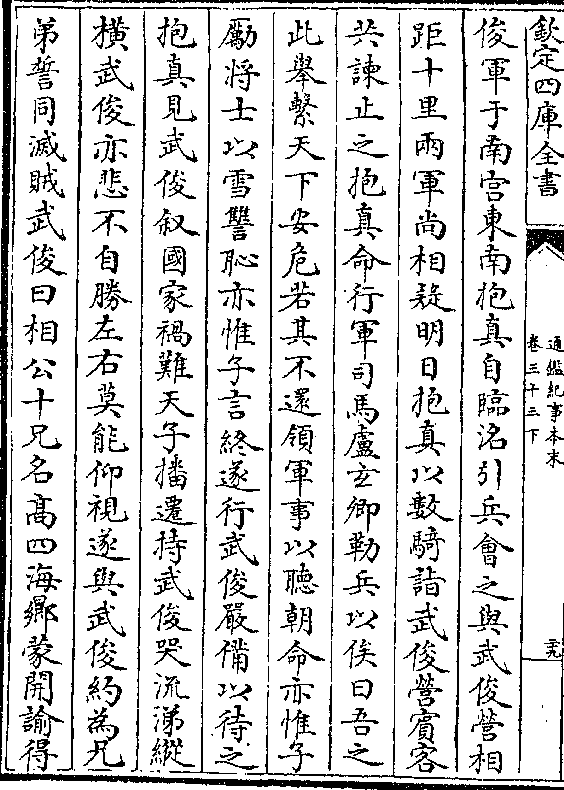 欽定四庫全書
通鑑紀事本末
卷三十三下
三九
俊軍于南宫東南抱真自臨洺引兵會之與武俊營相
距十里兩軍尚相疑明日抱真以數騎詣武俊營賓客
共諫止之抱真命行軍司馬盧玄卿勒兵以俟曰吾之
此舉繫天下安危若其不還領軍事以聽朝命亦惟子
勵將士以雪讐恥亦惟子言終遂行武俊嚴備以待之
抱真見武俊叙國家禍難天子播遷持武俊哭流涕縱
横武俊亦悲不自勝左右莫能仰視遂與武俊約為兄
弟誓同滅賊武俊曰相公十兄名髙四海嚮蒙開諭得